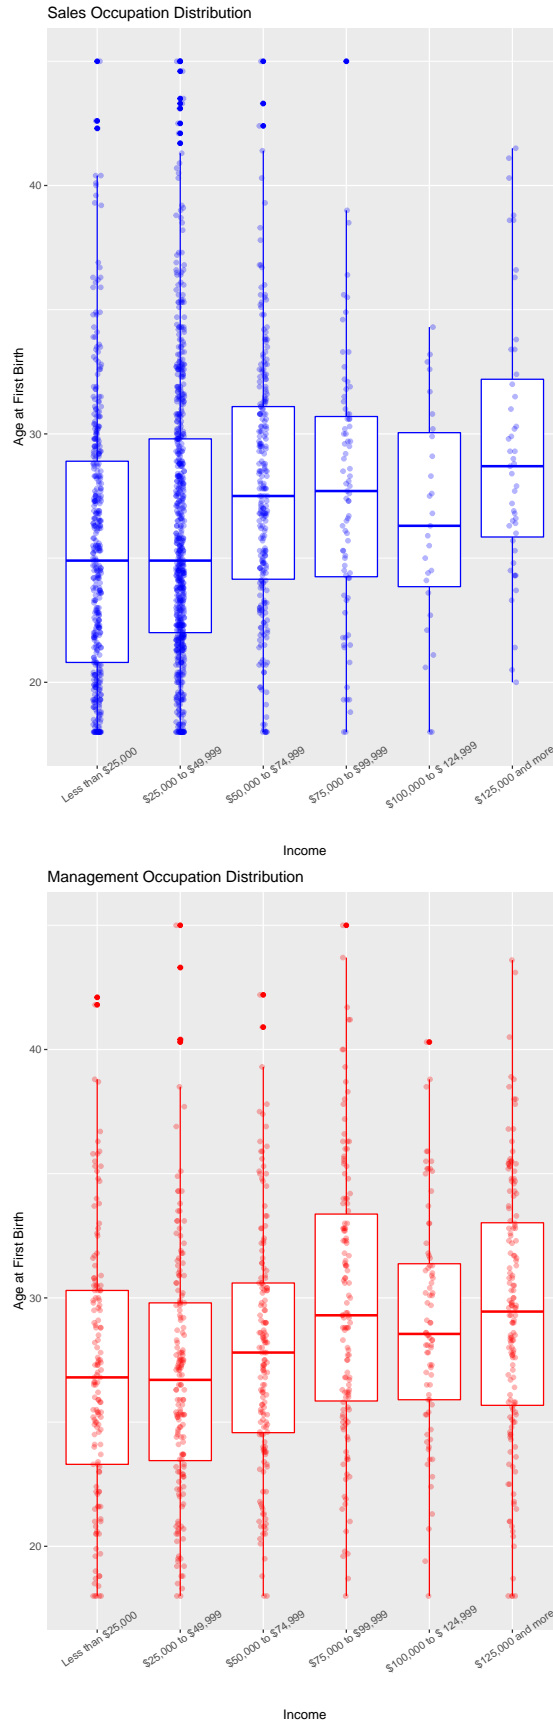 Sales Occupation Distribution
40
30
20
Age at First Birth
Less than $25,000
$25,000 to $49,999
$50,000 to $74,999
$75,000 to $99,999
$100,000 to $ 124,999
$125,000 and more
Income
Management Occupation Distribution
40
30
20
Age at First Birth
Less than $25,000
$25,000 to $49,999
$50,000 to $74,999
$75,000 to $99,999
$100,000 to $ 124,999
$125,000 and more
Income